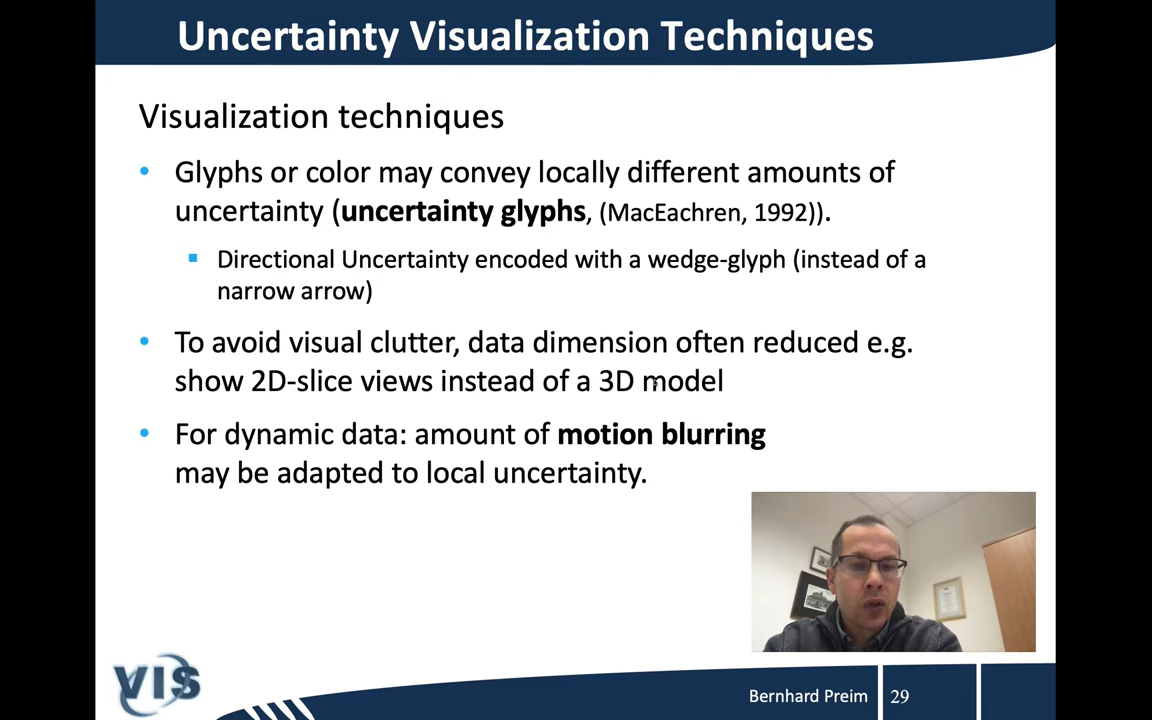 Uncertainty Visualization Techniques
Visualization techniques
• Glyphs or color may convey locally different amounts of
uncertainty (uncertainty glyphs, (MacEachren, 1992)).
▪ Directional Uncertainty encoded with a wedge-glyph (instead of a
narrow arrow)
• To avoid visual clutter, data dimension often reduced e.g.
show 2D-slice views instead of a 3D model
• For dynamic data: amount of motion blurring
may be adapted to local uncertainty.
VIS
Bernhard Preim
29